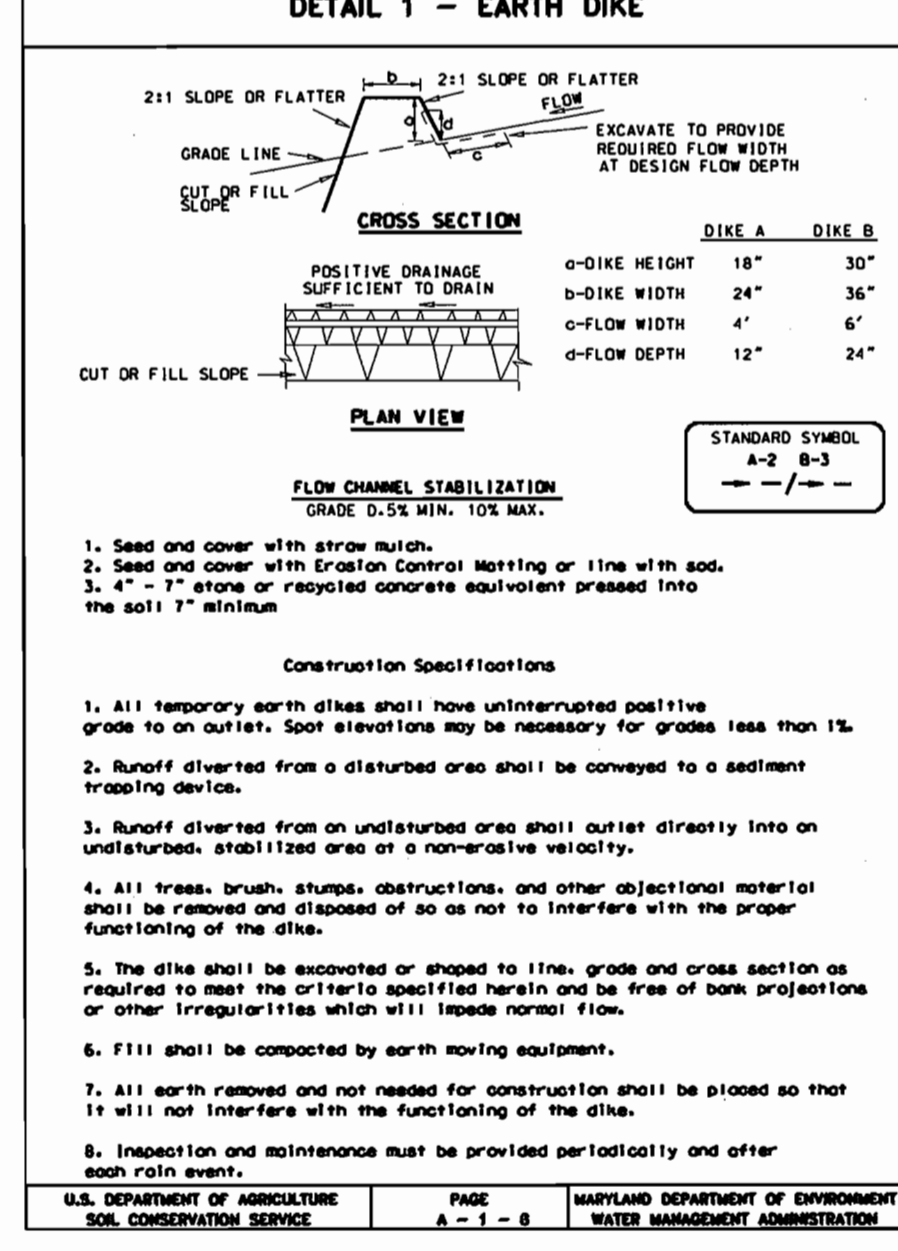 DETAIL 1 - EARTH DIKE
2:1 SLOPE OR FLATTER
b
2:1 SLOPE OR FLATTER
FLOW
a
d
c
EXCAVATE TO PROVIDE
REQUIRED FLOW WIDTH
AT DESIGN FLOW DEPTH
GRADE LINE
CUT OR FILL
SLOPE
CROSS SECTION
DIKE A DIKE B
a-DIKE HEIGHT 18" 30"
b-DIKE WIDTH 24" 36"
c-FLOW WIDTH 4' 6'
d-FLOW DEPTH 12" 24"
POSITIVE DRAINAGE
SUFFICIENT TO DRAIN
CUT OR FILL SLOPE
PLAN VIEW
STANDARD SYMBOL
A-2 B-3
FLOW CHANNEL STABILIZATION
GRADE 0.5% MIN. 10% MAX.
1. Seed and cover with straw mulch.
2. Seed and cover with Erosion Control Matting or line with sod.
3. 4" - 7" stone or recycled concrete equivalent pressed into
the soil 7" minimum
Construction Specifications
1. All temporary earth dikes shall have uninterrupted positive
grade to an outlet. Spot elevations may be necessary for grades less than 1%.
2. Runoff diverted from a disturbed area shall be conveyed to a sediment
trapping device.
3. Runoff diverted from an undisturbed area shall outlet directly into an
undisturbed, stabilized area at a non-erosive velocity.
4. All trees, brush, stumps, obstructions, and other objectional material
shall be removed and disposed of so as not to interfere with the proper
functioning of the dike.
5. The dike shall be excavated or shaped to line, grade and cross section as
required to meet the criteria specified herein and be free of bank projections
or other irregularities which will impede normal flow.
6. Fill shall be compacted by earth moving equipment.
7. All earth removed and not needed for construction shall be placed so that
it will not interfere with the functioning of the dike.
8. Inspection and maintenance must be provided periodically and after
each rain event.
U.S. DEPARTMENT OF AGRICULTURE
SOIL CONSERVATION SERVICE
PAGE
A - 1 - 6
MARYLAND DEPARTMENT OF ENVIRONMENT
WATER MANAGEMENT ADMINISTRATION